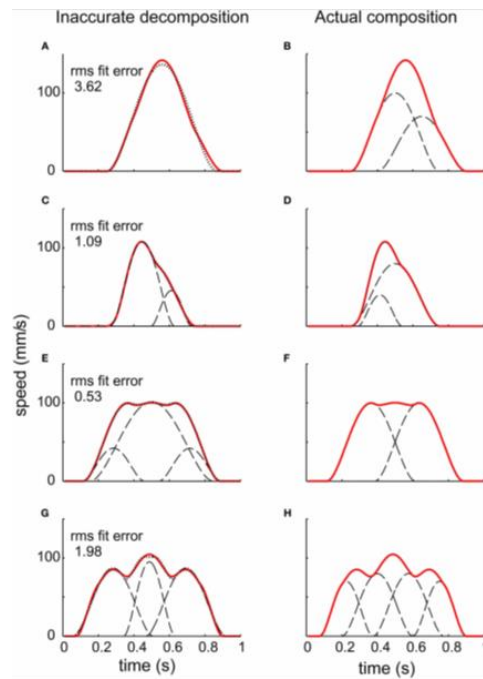 Inaccurate decomposition Actual composition
A B
rms fit error
3.62
100
0
C D
rms fit error
1.09
100
0
E F
rms fit error
0.53
100
0
G H
rms fit error
1.98
100
0
0 0.2 0.4 0.6 0.8 1 0 0.2 0.4 0.6 0.8 1
time (s) time (s)
speed (mm/s)